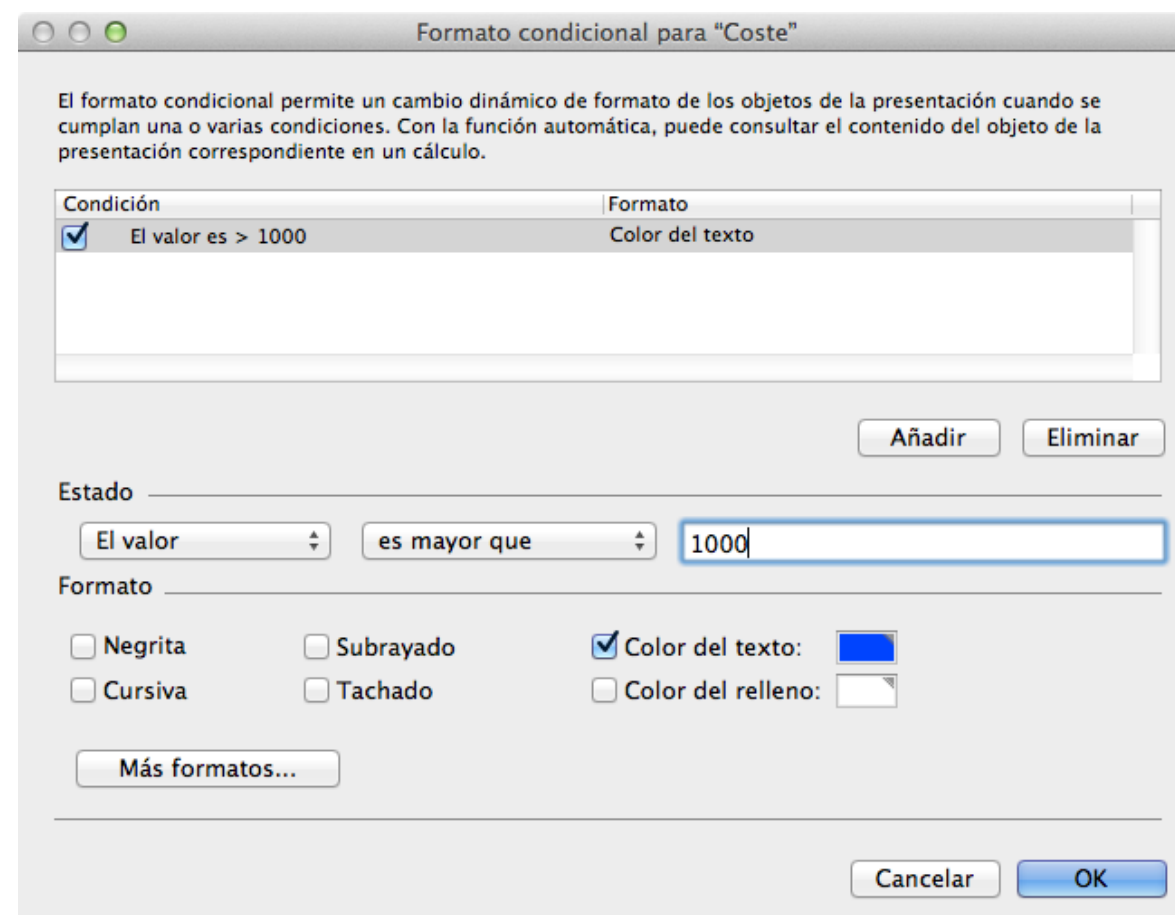 Formato condicional para “Coste”
El formato condicional permite un cambio dinámico de formato de los objetos de la presentación cuando se
cumplan una o varias condiciones. Con la función automática, puede consultar el contenido del objeto de la
presentación correspondiente en un cálculo.
Condición Formato
El valor es > 1000 Color del texto
Añadir Eliminar
Estado
El valor es mayor que 1000
Formato
Negrita Subrayado Color del texto:
Cursiva Tachado Color del relleno:
Más formatos...
Cancelar OK